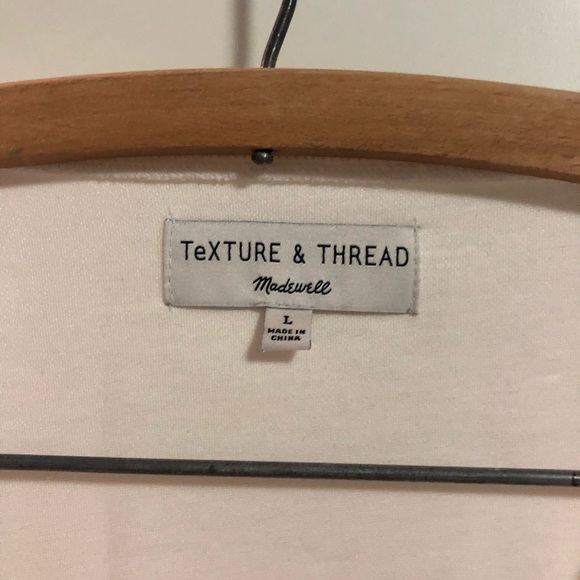 TeXTURE & THREAD
Madewell
L
MADE IN
CHINA